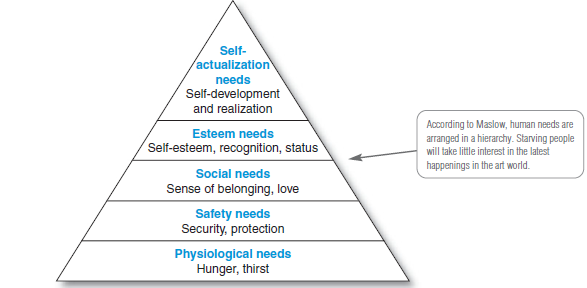 Self-
actualization
needs
Self-development
and realization
Esteem needs
Self-esteem, recognition, status
Social needs
Sense of belonging, love
Safety needs
Security, protection
Physiological needs
Hunger, thirst
According to Maslow, human needs are
arranged in a hierarchy. Starving people
will take little interest in the latest
happenings in the art world.